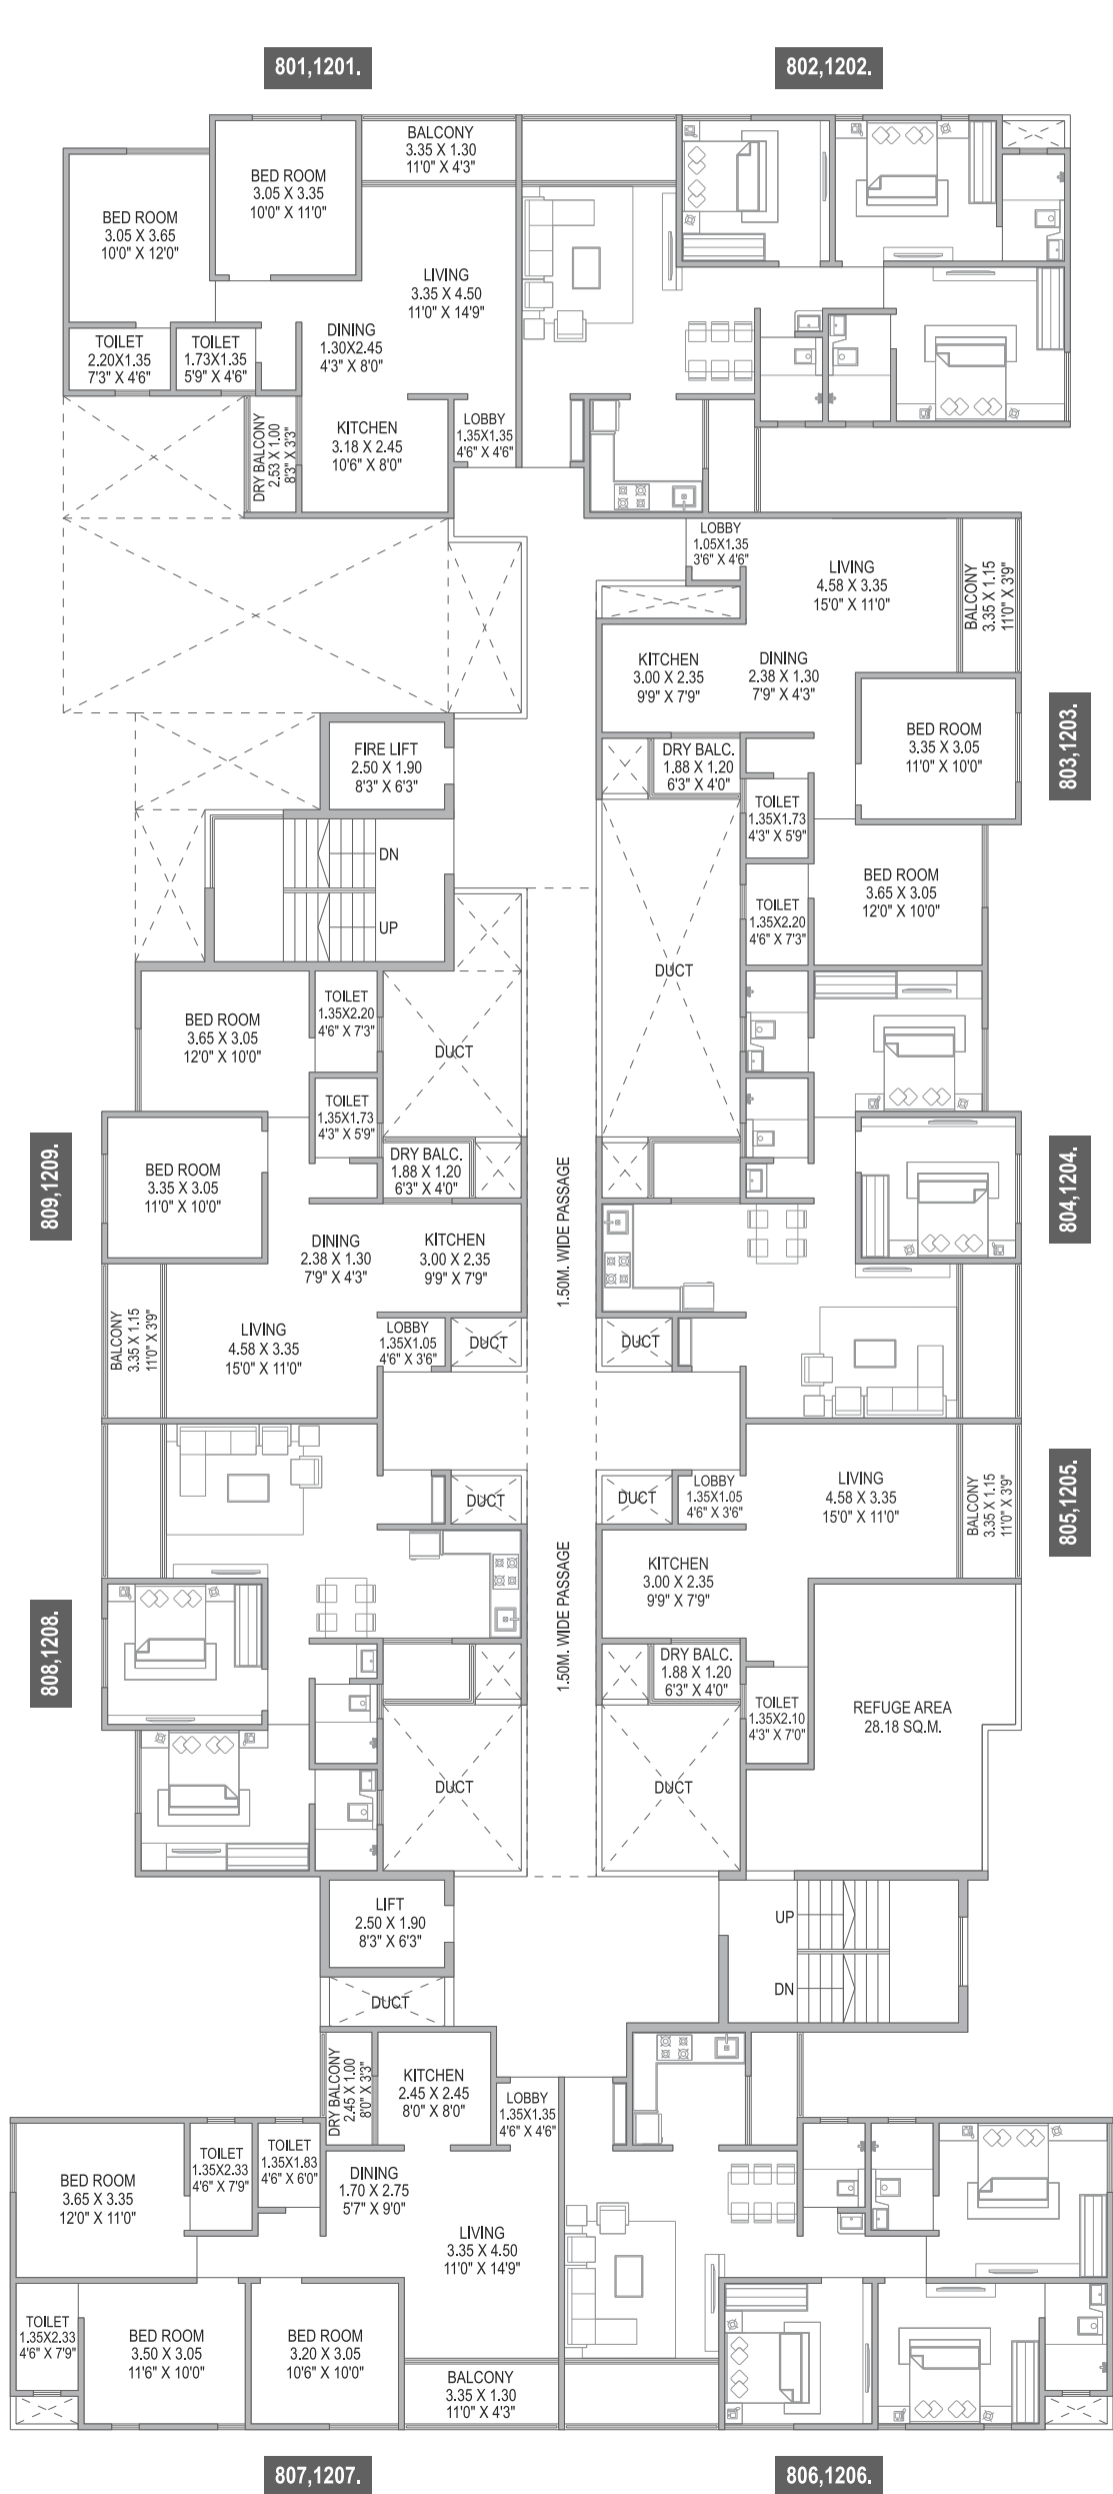 801,1201.
802,1202.
BALCONY
3.35 X 1.30
11'0" X 4'3"
BED ROOM
3.05 X 3.35
10'0" X 11'0"
BED ROOM
3.05 X 3.65
10'0" X 12'0"
LIVING
3.35 X 4.50
11'0" X 14'9"
DINING
1.30X2.45
4'3" X 8'0"
TOILET
2.20X1.35
7'3" X 4'6"
TOILET
1.73X1.35
5'9" X 4'6"
DRY BALCONY
2.53 X 1.00
8'3" X 3'3"
KITCHEN
3.18 X 2.45
10'6" X 8'0"
LOBBY
1.35X1.35
4'6" X 4'6"
LOBBY
1.05X1.35
3'6" X 4'6"
LIVING
4.58 X 3.35
15'0" X 11'0"
BALCONY
3.35 X 1.15
11'0" X 3'9"
KITCHEN
3.00 X 2.35
9'9" X 7'9"
DINING
2.38 X 1.30
7'9" X 4'3"
803,1203.
BED ROOM
3.35 X 3.05
11'0" X 10'0"
FIRE LIFT
2.50 X 1.90
8'3" X 6'3"
DRY BALC.
1.88 X 1.20
6'3" X 4'0"
TOILET
1.35X1.73
4'3" X 5'9"
DN
UP
BED ROOM
3.65 X 3.05
12'0" X 10'0"
TOILET
1.35X2.20
4'6" X 7'3"
DUCT
BED ROOM
3.65 X 3.05
12'0" X 10'0"
TOILET
1.35X2.20
4'6" X 7'3"
DUCT
TOILET
1.35X1.73
4'3" X 5'9"
809,1209.
BED ROOM
3.35 X 3.05
11'0" X 10'0"
DRY BALC.
1.88 X 1.20
6'3" X 4'0"
1.50M. WIDE PASSAGE
804,1204.
DINING
2.38 X 1.30
7'9" X 4'3"
KITCHEN
3.00 X 2.35
9'9" X 7'9"
BALCONY
3.35 X 1.15
11'0" X 3'9"
LIVING
4.58 X 3.35
15'0" X 11'0"
LOBBY
1.35X1.05
4'6" X 3'6"
DUCT
DUCT
DUCT
DUCT
LOBBY
1.35X1.05
4'6" X 3'6"
LIVING
4.58 X 3.35
15'0" X 11'0"
BALCONY
3.35 X 1.15
11'0" X 3'9"
805,1205.
KITCHEN
3.00 X 2.35
9'9" X 7'9"
1.50M. WIDE PASSAGE
808,1208.
DRY BALC.
1.88 X 1.20
6'3" X 4'0"
TOILET
1.35X2.10
4'3" X 7'0"
REFUGE AREA
28.18 SQ.M.
DUCT
DUCT
LIFT
2.50 X 1.90
8'3" X 6'3"
UP
DN
DUCT
DRY BALCONY
2.45 X 1.00
8'0" X 3'3"
KITCHEN
2.45 X 2.45
8'0" X 8'0"
LOBBY
1.35X1.35
4'6" X 4'6"
BED ROOM
3.65 X 3.35
12'0" X 11'0"
TOILET
1.35X2.33
4'6" X 7'9"
TOILET
1.35X1.83
4'6" X 6'0"
DINING
1.70 X 2.75
5'7" X 9'0"
LIVING
3.35 X 4.50
11'0" X 14'9"
TOILET
1.35X2.33
4'6" X 7'9"
BED ROOM
3.50 X 3.05
11'6" X 10'0"
BED ROOM
3.20 X 3.05
10'6" X 10'0"
BALCONY
3.35 X 1.30
11'0" X 4'3"
807,1207.
806,1206.